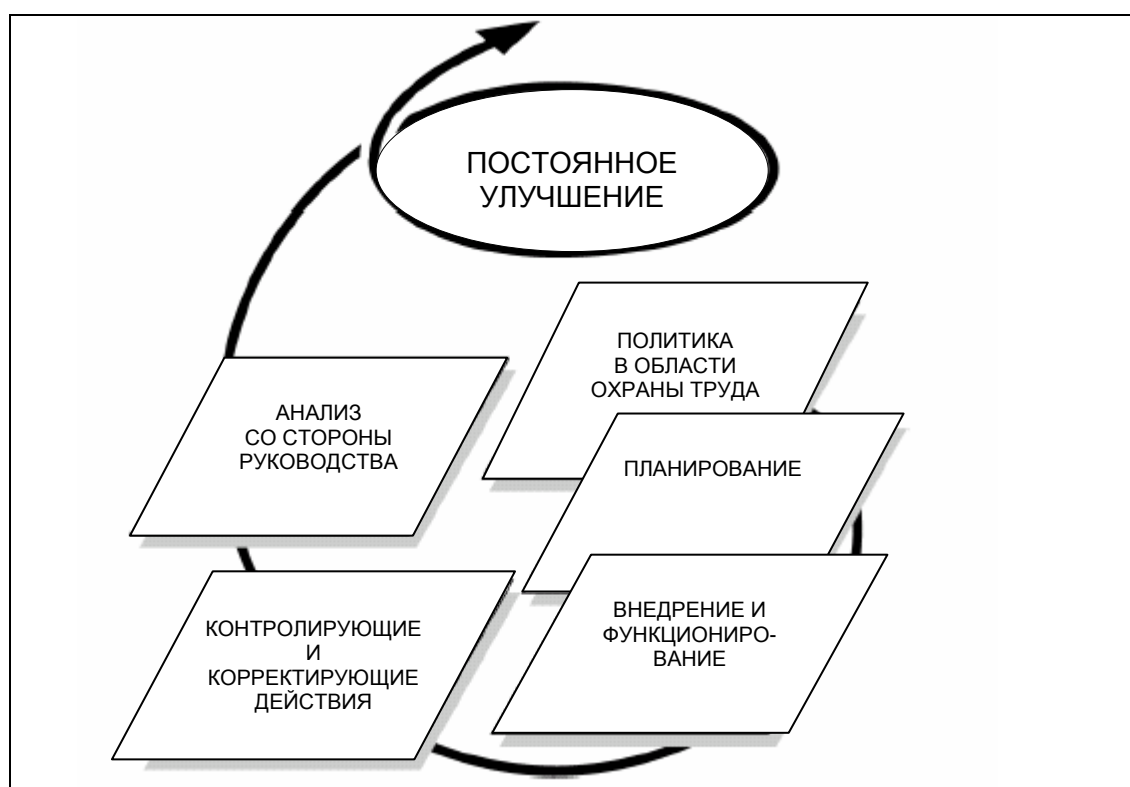 ПОСТОЯННОЕ
УЛУЧШЕНИЕ
ПОЛИТИКА
В ОБЛАСТИ
ОХРАНЫ ТРУДА
ПЛАНИРОВАНИЕ
ВНЕДРЕНИЕ И
ФУНКЦИОНИРО-
ВАНИЕ
КОНТРОЛИРУЮЩИЕ
И
КОРРЕКТИРУЮЩИЕ
ДЕЙСТВИЯ
АНАЛИЗ
СО СТОРОНЫ
РУКОВОДСТВА